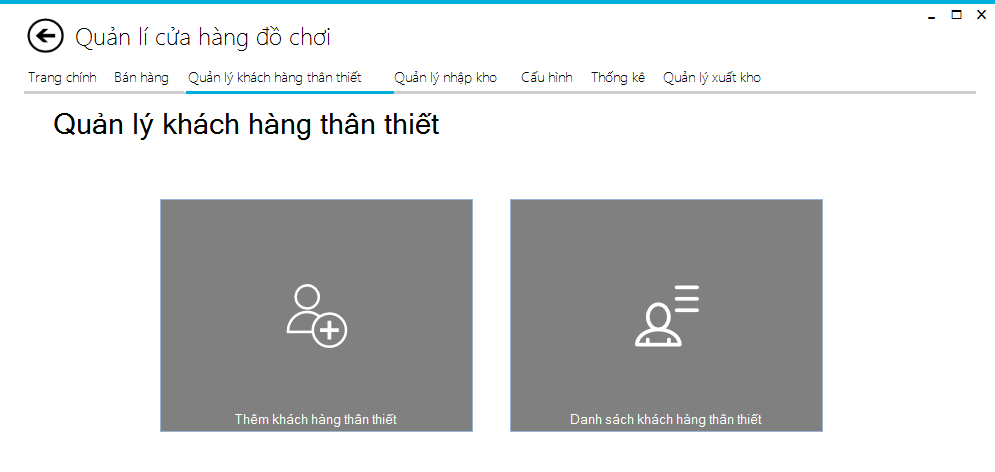 Quản lí cửa hàng đồ chơi
Trang chính Bán hàng Quản lý khách hàng thân thiết Quản lý nhập kho Cấu hình Thống kê Quản lý xuất kho
Quản lý khách hàng thân thiết
Thêm khách hàng thân thiết Danh sách khách hàng thân thiết